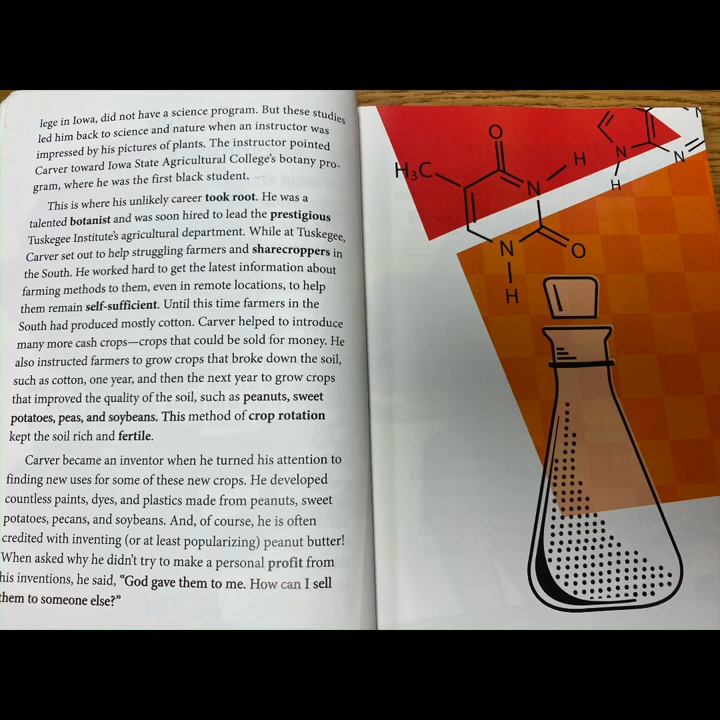 lege in Iowa, did not have a science program. But these studies
led him back to science and nature when an instructor was
impressed by his pictures of plants. The instructor pointed
Carver toward Iowa State Agricultural College's botany pro-
gram, where he was the first black student.
This is where his unlikely career took root. He was a
talented botanist and was soon hired to lead the prestigious
Tuskegee Institute's agricultural department. While at Tuskegee,
Carver set out to help struggling farmers and sharecroppers in
the South. He worked hard to get the latest information about
farming methods to them, even in remote locations, to help
them remain self-sufficient. Until this time farmers in the
South had produced mostly cotton. Carver helped to introduce
many more cash crops—crops that could be sold for money. He
also instructed farmers to grow crops that broke down the soil,
such as cotton, one year, and then the next year to grow crops
that improved the quality of the soil, such as peanuts, sweet
potatoes, peas, and soybeans. This method of crop rotation
kept the soil rich and fertile.
Carver became an inventor when he turned his attention to
finding new uses for some of these new crops. He developed
countless paints, dyes, and plastics made from peanuts, sweet
potatoes, pecans, and soybeans. And, of course, he is often
credited with inventing (or at least popularizing) peanut butter!
When asked why he didn't try to make a personal profit from
his inventions, he said, "God gave them to me. How can I sell
them to someone else?"
O
H₃C
H
N
N
O
H
N
H
N
N